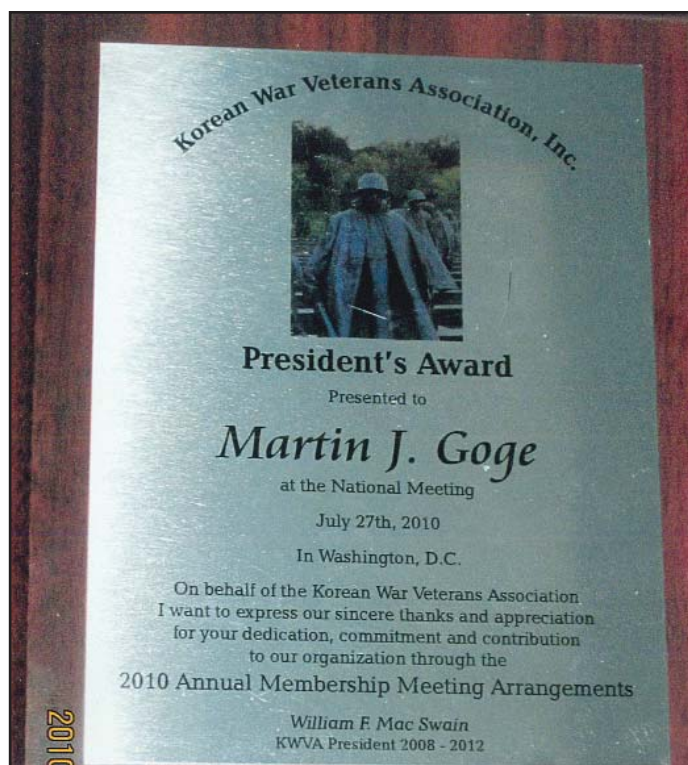 Korean War Veterans Association, Inc.
President's Award
Presented to
Martin J. Goge
at the National Meeting
July 27th, 2010
In Washington, D.C.
On behalf of the Korean War Veterans Association
I want to express our sincere thanks and appreciation
for your dedication, commitment and contribution
to our organization through the
2010 Annual Membership Meeting Arrangements
William F. Mac Swain
KWVA President 2008 - 2012